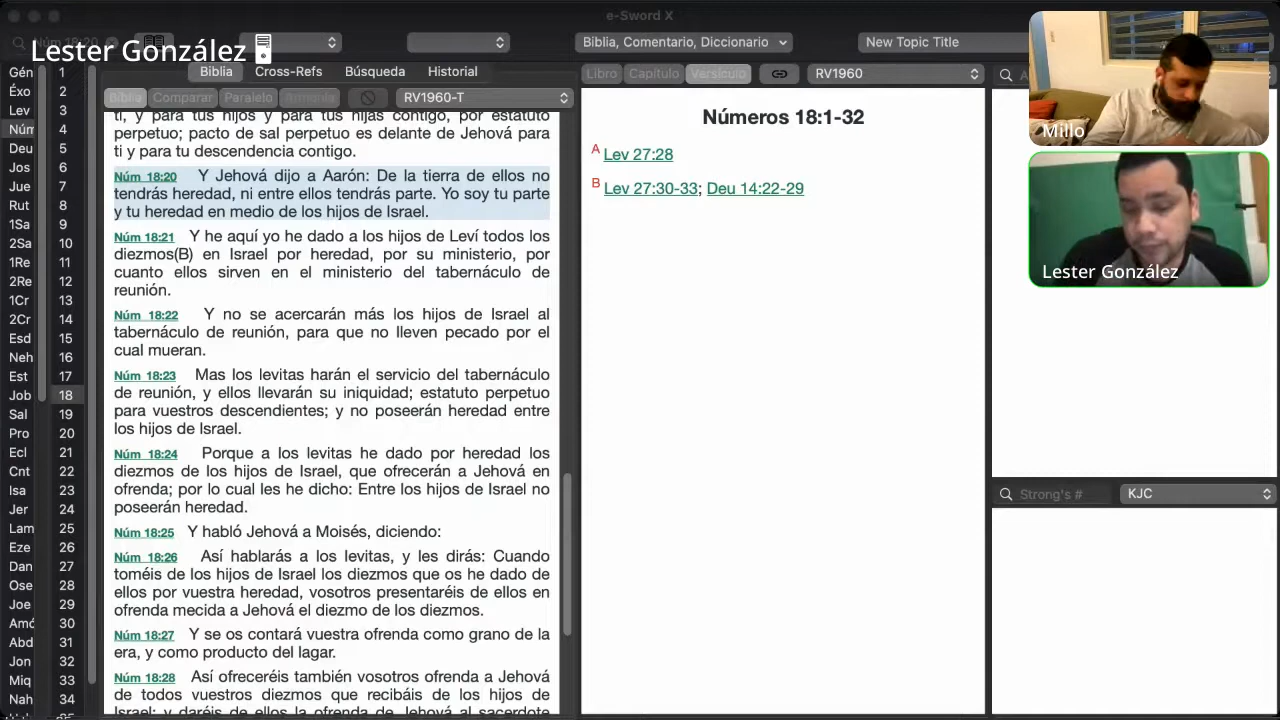 e-Sword X
Lester González
Biblia, Comentario, Diccionario
New Topic Title
Biblia
Cross-Refs
Búsqueda
Historial
Libro
Capítulo
Versículo
RV1960
Biblia
Comparar
Paralelo
RV1960-T
Gén 1
Éxo 2
Lev 3
Núm 4
Deu 5
Jos 6
Jue 7
Rut 8
1Sa 9
2Sa 10
1Re 11
2Re 12
1Cr 13
2Cr 14
Esd 15
Neh 16
Est 17
Job 18
Sal 19
Pro 20
Ecl 21
Cnt 22
Isa 23
Jer 24
Lam 25
Eze 26
Dan 27
Ose 28
Joe 29
Amó 30
Abd 31
Jon 32
Miq 33
Nah 34
ti, y para tus hijos y para tus hijas contigo, por estatuto
perpetuo; pacto de sal perpetuo es delante de Jehová para
ti y para tu descendencia contigo.
Núm 18:20 Y Jehová dijo a Aarón: De la tierra de ellos no
tendrás heredad, ni entre ellos tendrás parte. Yo soy tu parte
y tu heredad en medio de los hijos de Israel.
Núm 18:21 Y he aquí yo he dado a los hijos de Leví todos los
diezmos(B) en Israel por heredad, por su ministerio, por
cuanto ellos sirven en el ministerio del tabernáculo de
reunión.
Núm 18:22 Y no se acercarán más los hijos de Israel al
tabernáculo de reunión, para que no lleven pecado por el
cual mueran.
Núm 18:23 Mas los levitas harán el servicio del tabernáculo
de reunión, y ellos llevarán su iniquidad; estatuto perpetuo
para vuestros descendientes; y no poseerán heredad entre
los hijos de Israel.
Núm 18:24 Porque a los levitas he dado por heredad los
diezmos de los hijos de Israel, que ofrecerán a Jehová en
ofrenda; por lo cual les he dicho: Entre los hijos de Israel no
poseerán heredad.
Núm 18:25 Y habló Jehová a Moisés, diciendo:
Núm 18:26 Así hablarás a los levitas, y les dirás: Cuando
toméis de los hijos de Israel los diezmos que os he dado de
ellos por vuestra heredad, vosotros presentaréis de ellos en
ofrenda mecida a Jehová el diezmo de los diezmos.
Núm 18:27 Y se os contará vuestra ofrenda como grano de la
era, y como producto del lagar.
Núm 18:28 Así ofreceréis también vosotros ofrenda a Jehová
de todos vuestros diezmos que recibáis de los hijos de
Israel; y daréis de ellos la ofrenda de Jehová al sacerdote
Números 18:1-32
A Lev 27:28
B Lev 27:30-33; Deu 14:22-29
Millo
Lester González
Strong's #
KJC